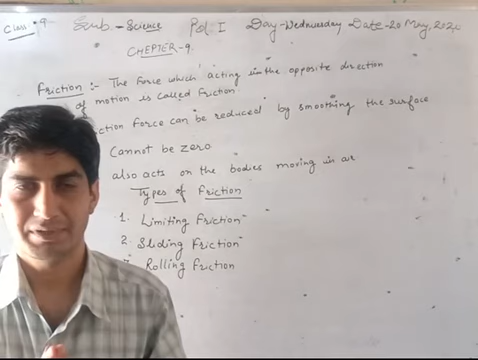 Class:- 9 Sub.- Science Pd I Day-Wednesday Date-20 May, 2020
CHEPTER-9.
Friction:- The Force which acting in the opposite direction
of motion is called Friction
ction Force can be reduced by smoothing the surface
Cannot be zero.
also acts on the bodies moving in air
Types of Friction
1. Limiting Friction
2. Sliding Friction
Rolling Friction